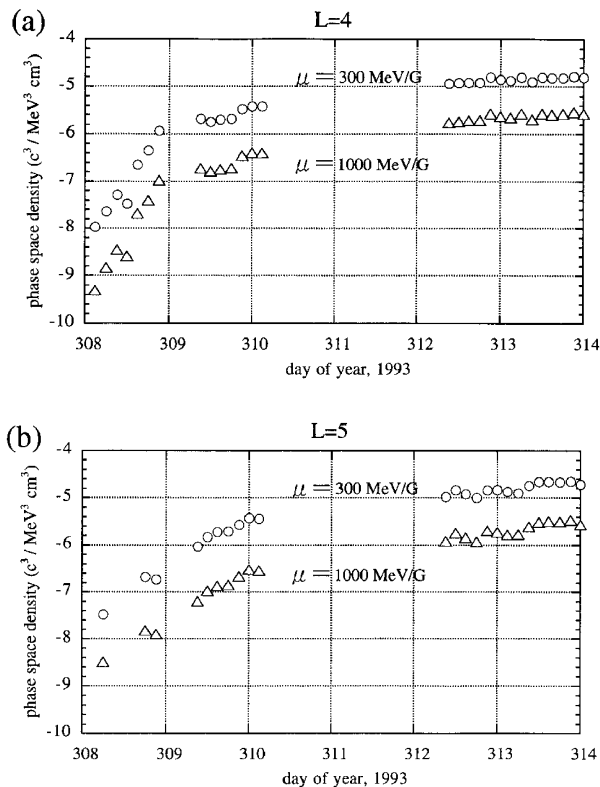 (a)
L=4
phase space density (c³ / MeV³ cm³)
-4
-5
-6
-7
-8
-9
-10
μ = 300 MeV/G
μ = 1000 MeV/G
308 309 310 311 312 313 314
day of year, 1993
(b)
L=5
phase space density (c³ / MeV³ cm³)
-4
-5
-6
-7
-8
-9
-10
μ = 300 MeV/G
μ = 1000 MeV/G
308 309 310 311 312 313 314
day of year, 1993